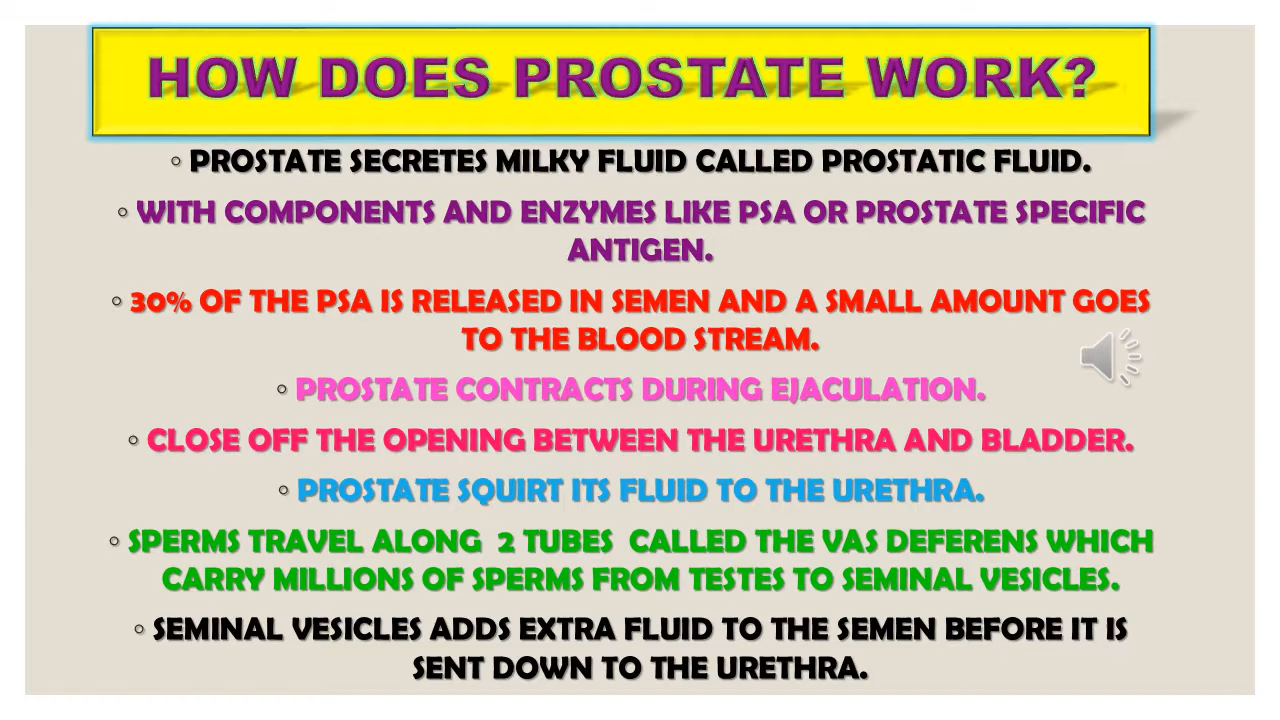 HOW DOES PROSTATE WORK?
◦ PROSTATE SECRETES MILKY FLUID CALLED PROSTATIC FLUID.
◦ WITH COMPONENTS AND ENZYMES LIKE PSA OR PROSTATE SPECIFIC
ANTIGEN.
◦ 30% OF THE PSA IS RELEASED IN SEMEN AND A SMALL AMOUNT GOES
TO THE BLOOD STREAM.
◦ PROSTATE CONTRACTS DURING EJACULATION.
◦ CLOSE OFF THE OPENING BETWEEN THE URETHRA AND BLADDER.
◦ PROSTATE SQUIRT ITS FLUID TO THE URETHRA.
◦ SPERMS TRAVEL ALONG 2 TUBES CALLED THE VAS DEFERENS WHICH
CARRY MILLIONS OF SPERMS FROM TESTES TO SEMINAL VESICLES.
◦ SEMINAL VESICLES ADDS EXTRA FLUID TO THE SEMEN BEFORE IT IS
SENT DOWN TO THE URETHRA.